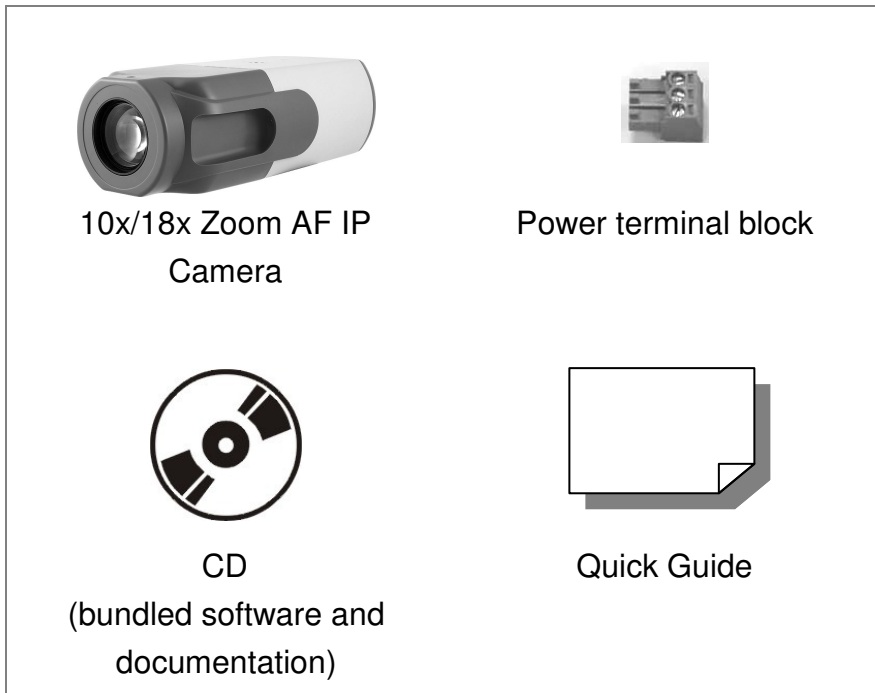 10x/18x Zoom AF IP
Camera
Power terminal block
CD
(bundled software and
documentation)
Quick Guide